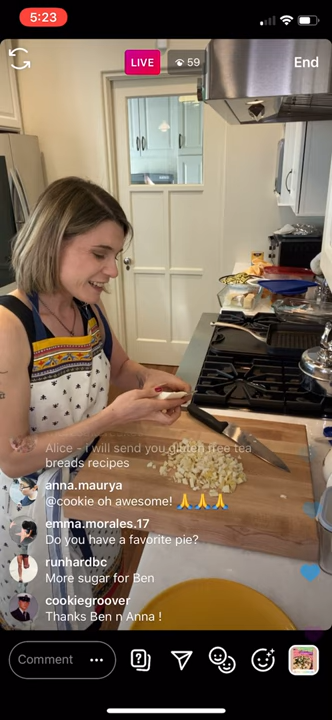 5:23
LIVE
59
End
Alice - I will send you gluten free tea
breads recipes
anna.maurya
@cookie oh awesome! 🙏🙏🙏
emma.morales.17
Do you have a favorite pie?
runhardbc
More sugar for Ben
cookiegroover
Thanks Ben n Anna !
Comment